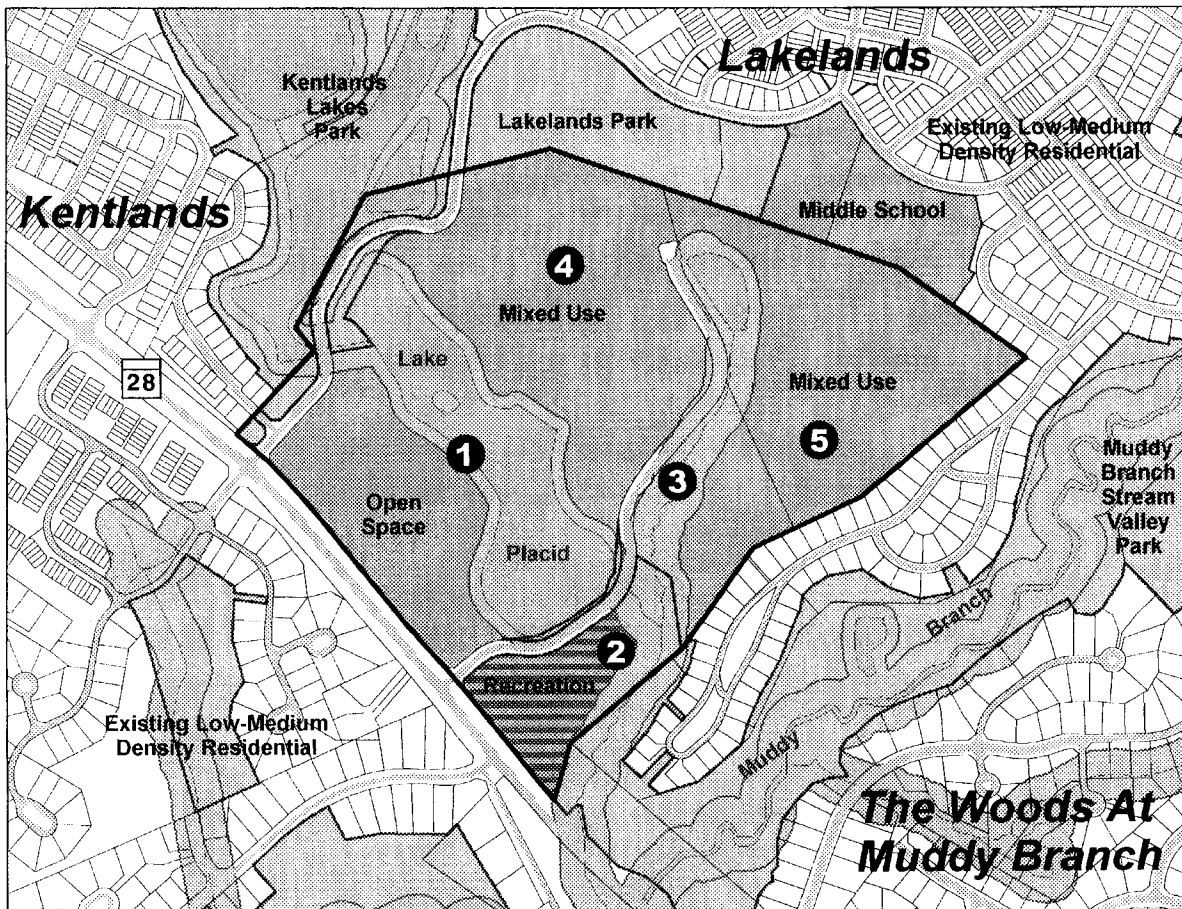 Lakelands
Kentlands
Lakes
Park
Lakelands Park
Existing Low-Medium
Density Residential
Kentlands
Middle School
4
Mixed Use
Lake
28
Mixed Use
1
5
3
Muddy
Branch
Stream
Valley
Park
Open
Space
Placid
Branch
2
Recreation
Existing Low-Medium
Density Residential
Muddy
The Woods At
Muddy Branch